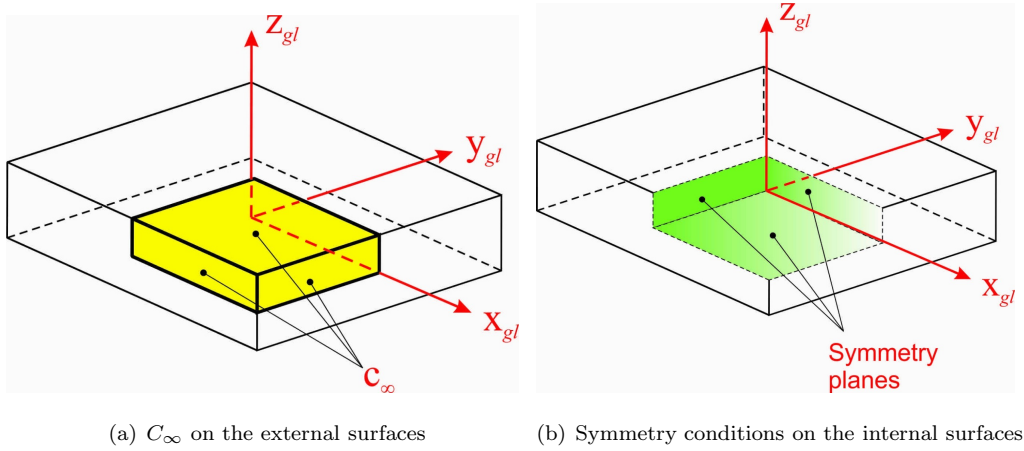 z_gl
y_gl
x_gl
c_∞
z_gl
y_gl
x_gl
Symmetry
planes
(a) C_∞ on the external surfaces
(b) Symmetry conditions on the internal surfaces